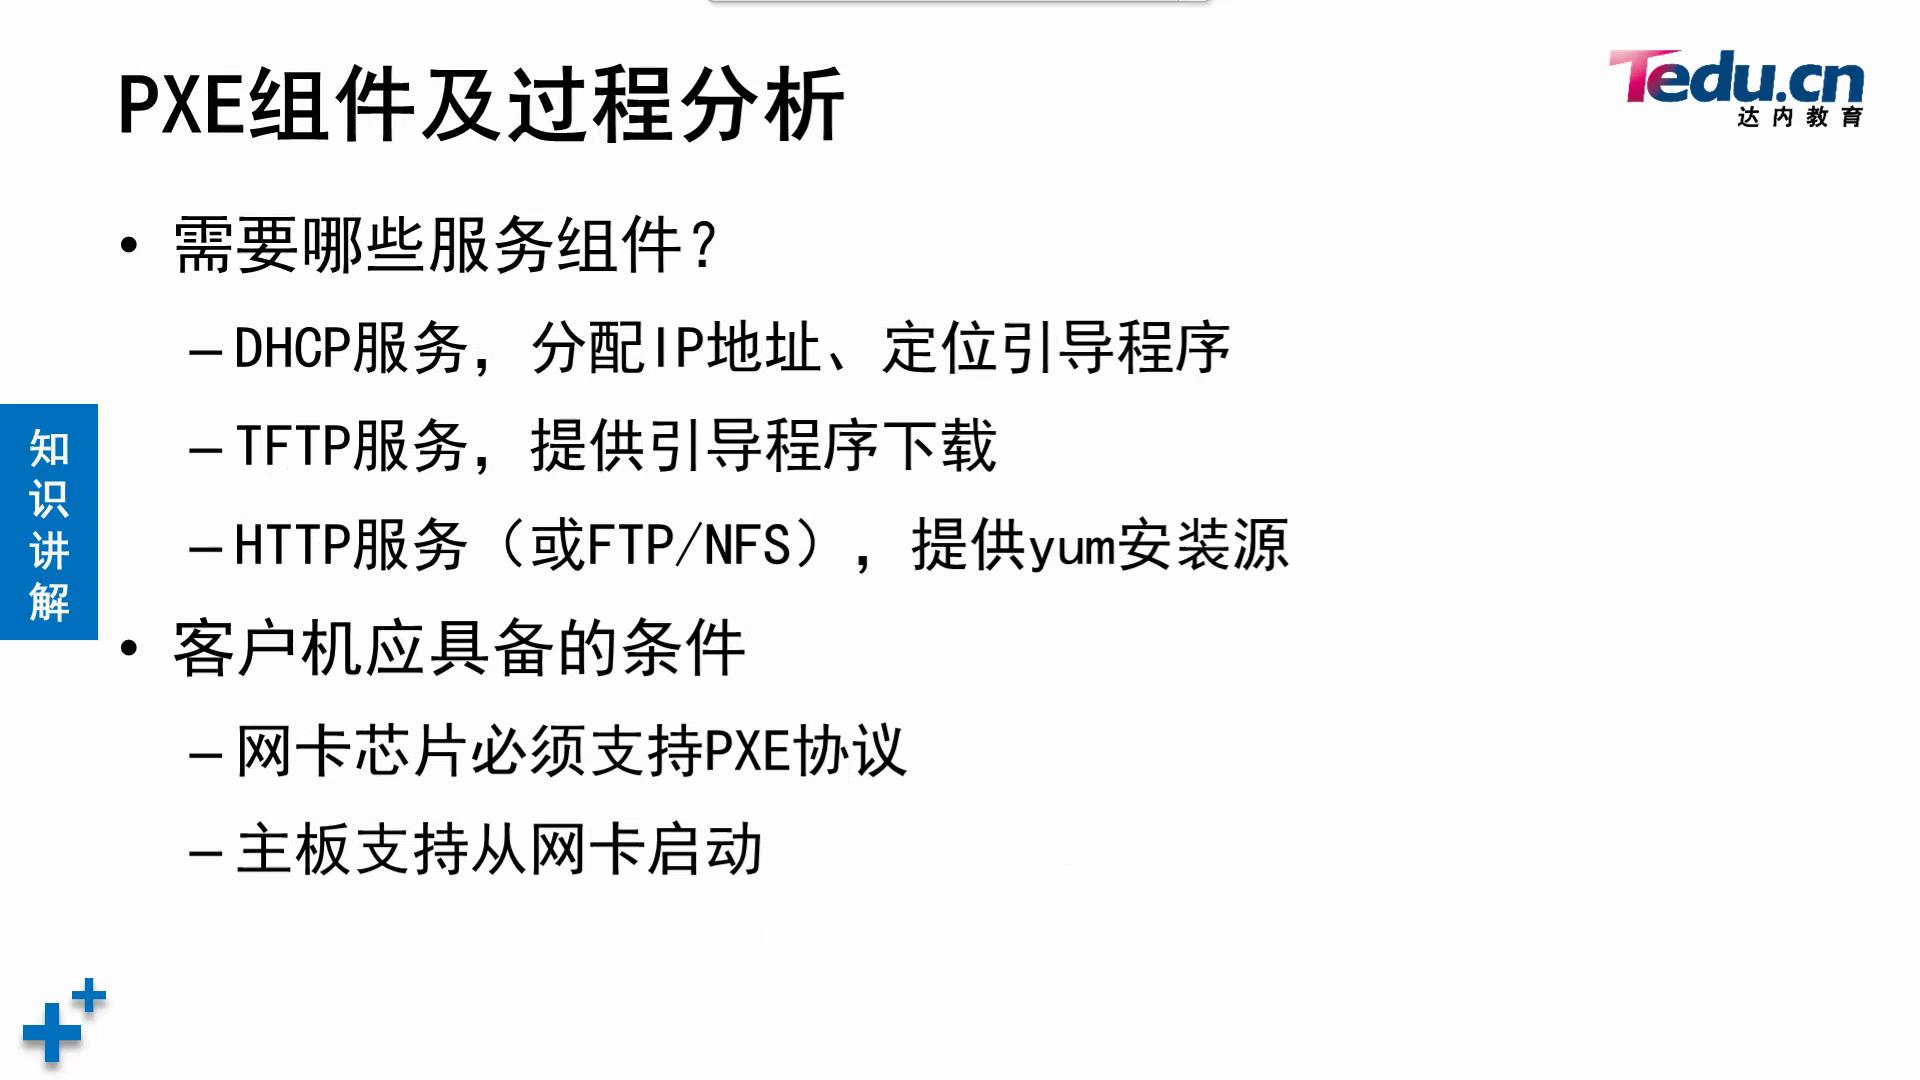 PXE组件及过程分析
Tedu.cn
达内教育
• 需要哪些服务组件？
– DHCP服务，分配IP地址、定位引导程序
– TFTP服务，提供引导程序下载
– HTTP服务（或FTP/NFS），提供yum安装源
知识讲解
• 客户机应具备的条件
– 网卡芯片必须支持PXE协议
– 主板支持从网卡启动